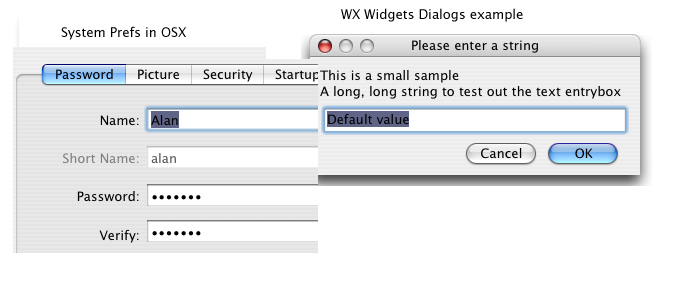 System Prefs in OSX
Password Picture Security Startup
Name: Alan
Short Name: alan
Password: •••••••
Verify: •••••••
WX Widgets Dialogs example
Please enter a string
This is a small sample
A long, long string to test out the text entrybox
Default value
Cancel OK